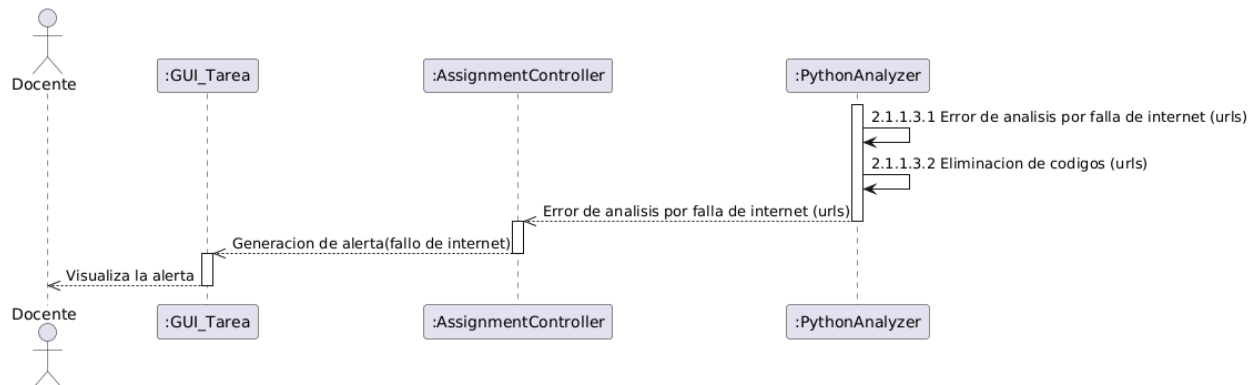 Docente
:GUI_Tarea
:AssignmentController
:PythonAnalyzer
2.1.1.3.1 Error de analisis por falla de internet (urls)
2.1.1.3.2 Eliminacion de codigos (urls)
Error de analisis por falla de internet (urls)
Generacion de alerta(fallo de internet)
Visualiza la alerta
Docente
:GUI_Tarea
:AssignmentController
:PythonAnalyzer